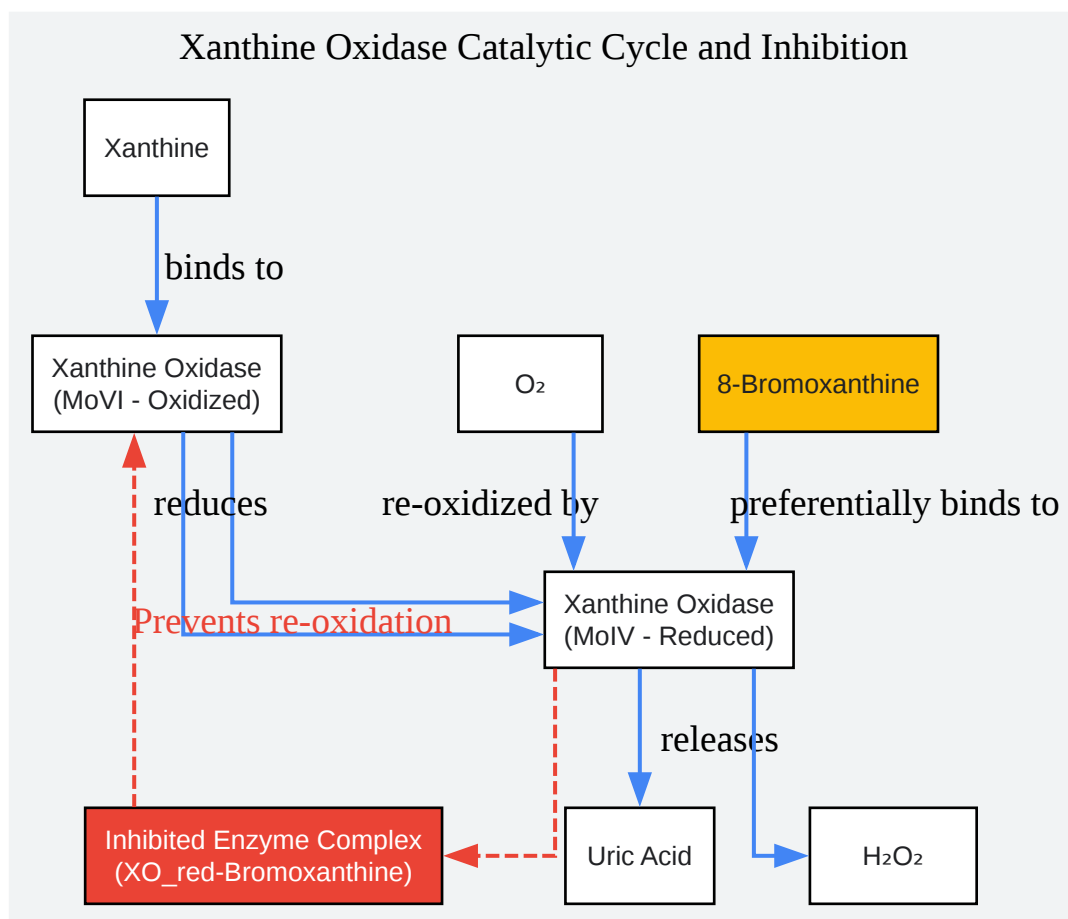 Xanthine Oxidase Catalytic Cycle and Inhibition
Xanthine
binds to
Xanthine Oxidase
(MoVI - Oxidized)
O₂
8-Bromoxanthine
reduces
re-oxidized by
preferentially binds to
Xanthine Oxidase
(MoIV - Reduced)
Prevents re-oxidation
releases
Inhibited Enzyme Complex
(XO_red-Bromoxanthine)
Uric Acid
H₂O₂